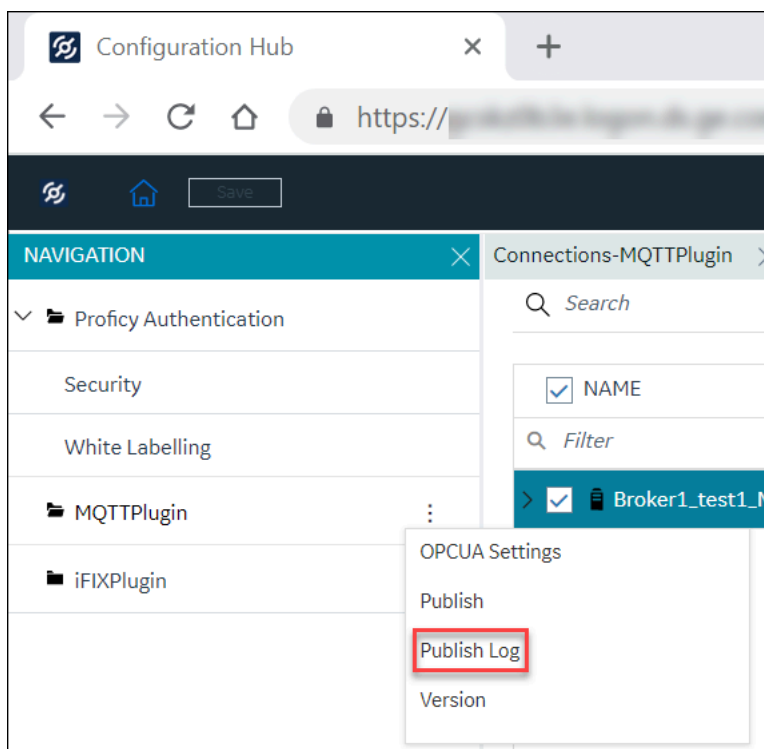 Configuration Hub
https://
Save
NAVIGATION
Connections-MQTTPlugin
Proficy Authentication
Search
Security
NAME
White Labelling
Filter
MQTTPlugin
Broker1_test1_
OPCUA Settings
iFIXPlugin
Publish
Publish Log
Version